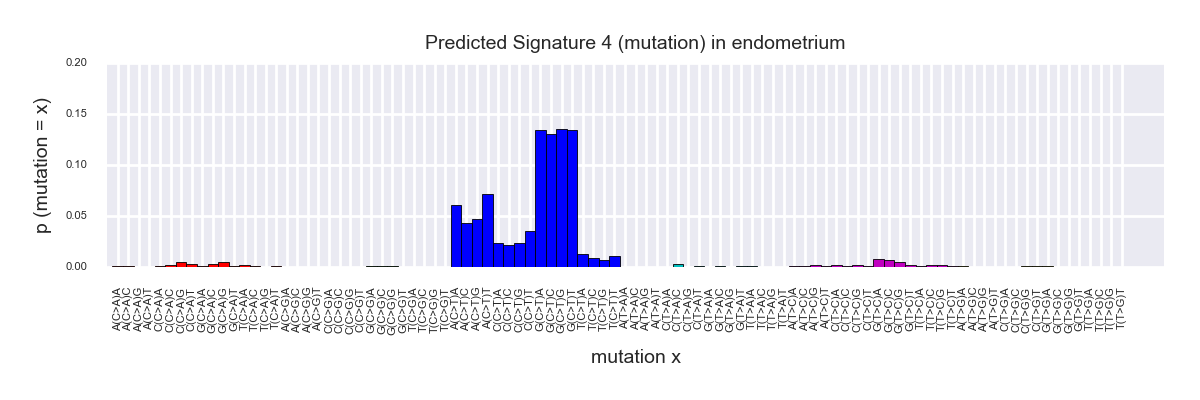 Predicted Signature 4 (mutation) in endometrium
p (mutation = x)
0.20
0.15
0.10
0.05
0.00
A(C>A)A
A(C>A)C
A(C>A)G
A(C>A)T
C(C>A)A
C(C>A)C
C(C>A)G
C(C>A)T
G(C>A)A
G(C>A)C
G(C>A)G
G(C>A)T
T(C>A)A
T(C>A)C
T(C>A)G
T(C>A)T
A(C>G)A
A(C>G)C
A(C>G)G
A(C>G)T
C(C>G)A
C(C>G)C
C(C>G)G
C(C>G)T
G(C>G)A
G(C>G)C
G(C>G)G
G(C>G)T
T(C>G)A
T(C>G)C
T(C>G)G
T(C>G)T
A(C>T)A
A(C>T)C
A(C>T)G
A(C>T)T
C(C>T)A
C(C>T)C
C(C>T)G
C(C>T)T
G(C>T)A
G(C>T)C
G(C>T)G
G(C>T)T
T(C>T)A
T(C>T)C
T(C>T)G
T(C>T)T
A(T>A)A
A(T>A)C
A(T>A)G
A(T>A)T
C(T>A)A
C(T>A)C
C(T>A)G
C(T>A)T
G(T>A)A
G(T>A)C
G(T>A)G
G(T>A)T
T(T>A)A
T(T>A)C
T(T>A)G
T(T>A)T
A(T>C)A
A(T>C)C
A(T>C)G
A(T>C)T
C(T>C)A
C(T>C)C
C(T>C)G
C(T>C)T
G(T>C)A
G(T>C)C
G(T>C)G
G(T>C)T
T(T>C)A
T(T>C)C
T(T>C)G
T(T>C)T
A(T>G)A
A(T>G)C
A(T>G)G
A(T>G)T
C(T>G)A
C(T>G)C
C(T>G)G
C(T>G)T
G(T>G)A
G(T>G)C
G(T>G)G
G(T>G)T
T(T>G)A
T(T>G)C
T(T>G)G
T(T>G)T
mutation x